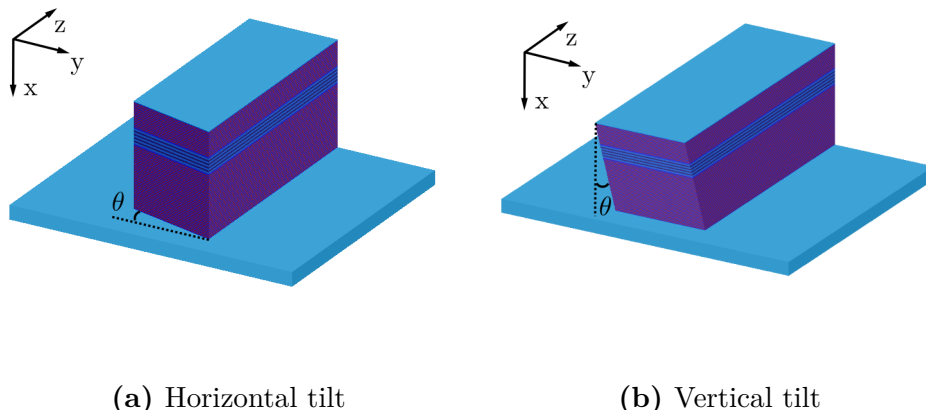 z
y
x
θ
z
y
x
θ
(a) Horizontal tilt
(b) Vertical tilt